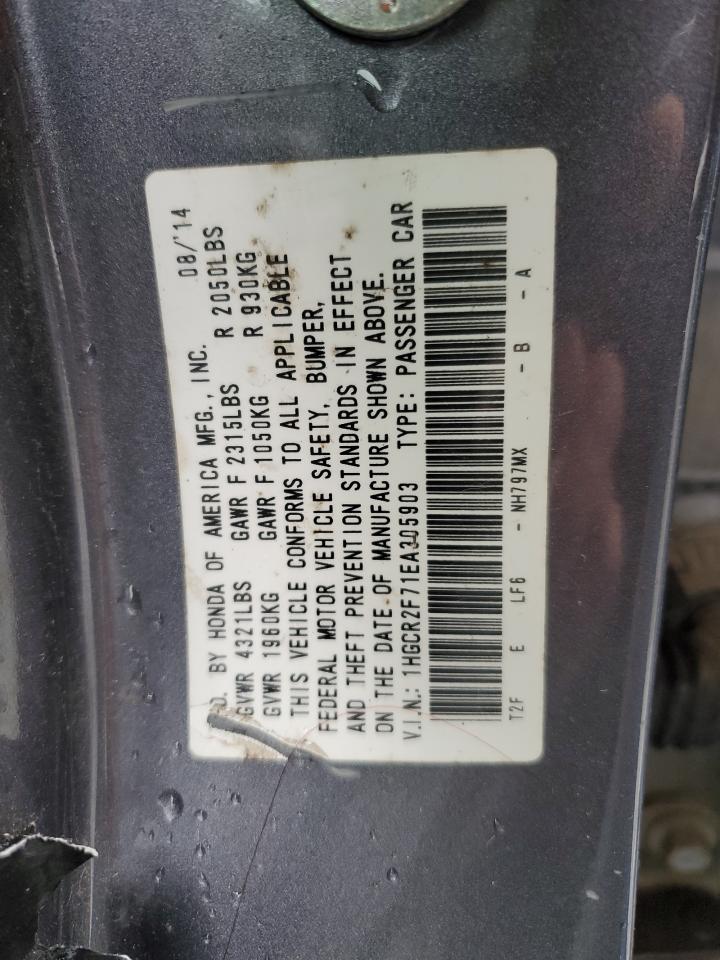 D. BY HONDA OF AMERICA MFG., INC. 08/'14
GVWR 4321LBS GAWR F 2315LBS R 2050LBS
GVWR 1960KG GAWR F 1050KG R 930KG
THIS VEHICLE CONFORMS TO ALL APPLICABLE
FEDERAL MOTOR VEHICLE SAFETY, BUMPER,
AND THEFT PREVENTION STANDARDS IN EFFECT
ON THE DATE OF MANUFACTURE SHOWN ABOVE.
V.I.N.: 1HGCR2F71EA305903 TYPE: PASSENGER CAR
T2F E LF6 - NH797MX - B - A